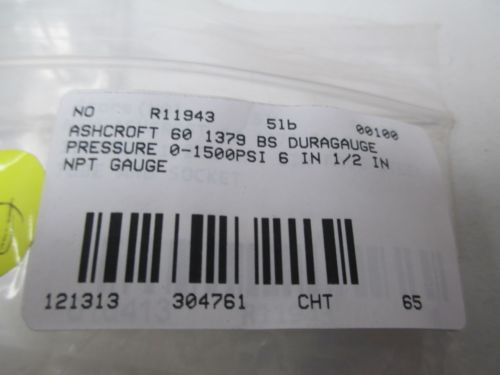 NO R11943 5lb 00100
ASHCROFT 60 1379 BS DURAGAUGE
PRESSURE 0-1500PSI 6 IN 1/2 IN
NPT GAUGE
121313 304761 CHT 65